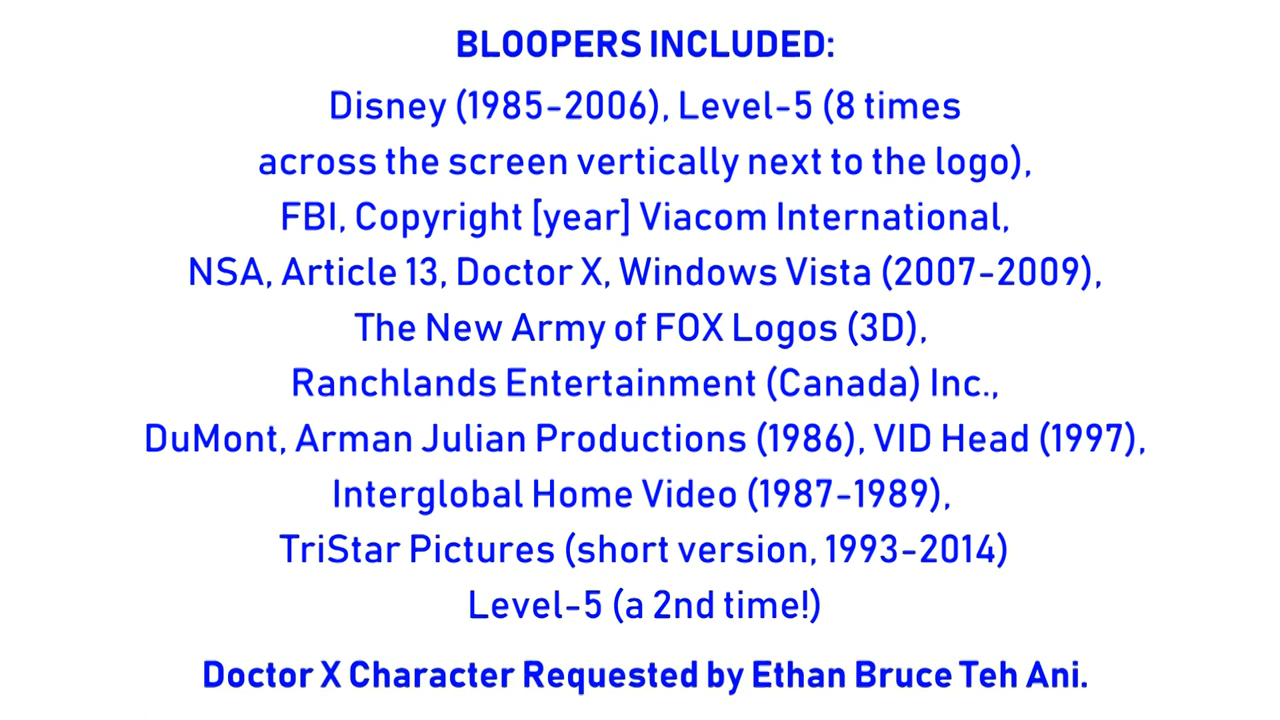 BLOOPERS INCLUDED:
Disney (1985-2006), Level-5 (8 times
across the screen vertically next to the logo),
FBI, Copyright [year] Viacom International,
NSA, Article 13, Doctor X, Windows Vista (2007-2009),
The New Army of FOX Logos (3D),
Ranchlands Entertainment (Canada) Inc.,
DuMont, Arman Julian Productions (1986), VID Head (1997),
Interglobal Home Video (1987-1989),
TriStar Pictures (short version, 1993-2014)
Level-5 (a 2nd time!)
Doctor X Character Requested by Ethan Bruce Teh Ani.